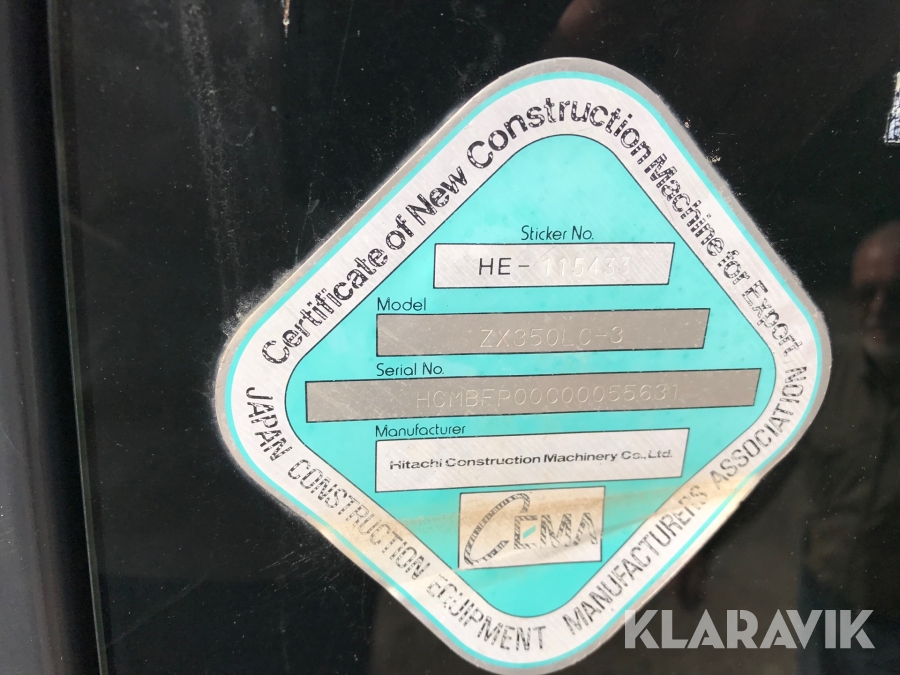 Certificate of New Construction Machine for Export
Sticker No.
HE-115433
Model
ZX350LC-3
Serial No.
HCMBFP00C00055631
Manufacturer
Hitachi Construction Machinery Co., Ltd.
CEMA
JAPAN CONSTRUCTION EQUIPMENT MANUFACTURERS ASSOCIATION
KLARAVIK